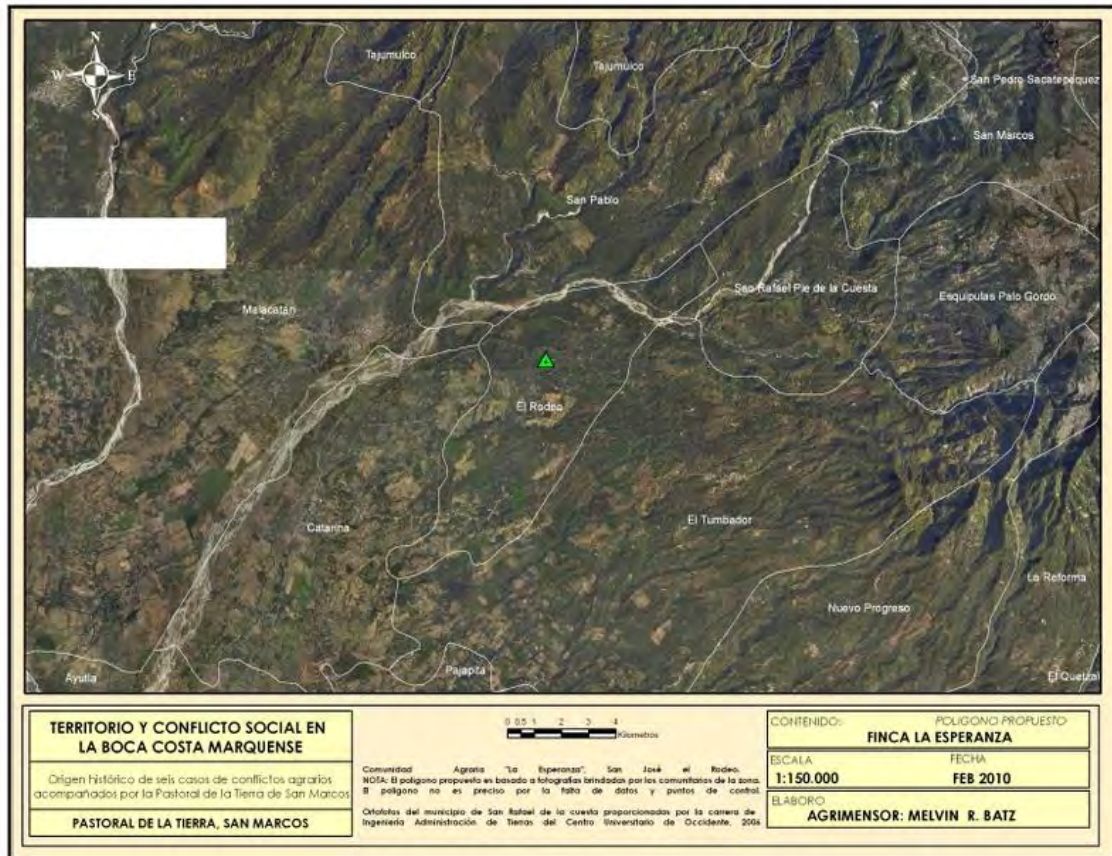 N
W E
S
Tajumulco
Tajumulco
San Pedro Sacatepequez
San Marcos
San Pablo
San Rafael Pie de la Cuesta
Esquipulas Palo Gordo
Malacatán
El Rodeo
Catarina
El Tumbador
La Reforma
Nuevo Progreso
Pajapita
Ayutla
El Quetzal
TERRITORIO Y CONFLICTO SOCIAL EN
LA BOCA COSTA MARQUENSE
Origen histórico de seis casos de conflictos agrarios
acompañados por la Pastoral de la Tierra de San Marcos
PASTORAL DE LA TIERRA, SAN MARCOS
0 0.5 1 2 3 4
Kilometros
Comunidad Agraria "La Esperanza", San José el Rodeo.
NOTA: El poligono propuesto es basado a fotografias brindadas por los comunitarios de la zona.
El poligono no es preciso por la falta de datos y puntos de control.
Ortofotos del municipio de San Rafael de la cuesta proporcionadas por la carrera de
Ingenieria Administración de Tierras del Centro Universitario de Occidente, 2006
CONTENIDO: POLIGONO PROPUESTO
FINCA LA ESPERANZA
ESCALA FECHA
1:150.000 FEB 2010
ELABORO
AGRIMENSOR: MELVIN R. BATZ